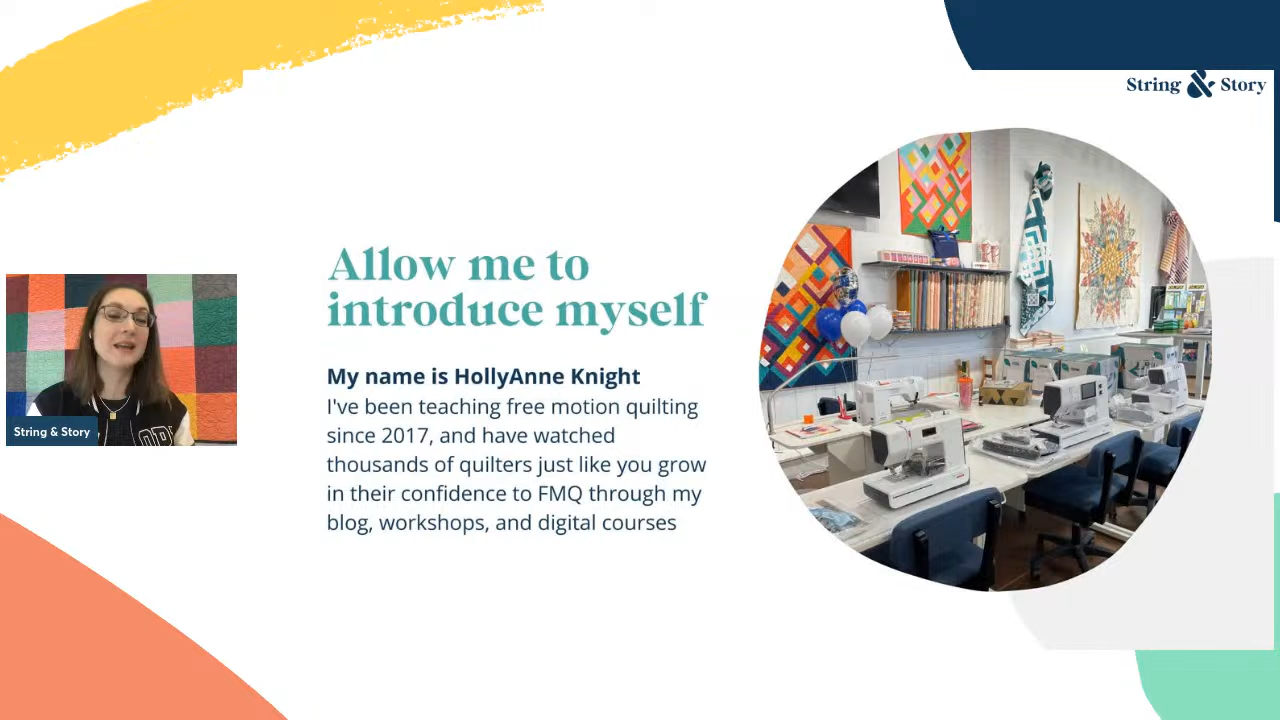 String & Story
Allow me to
introduce myself
My name is HollyAnne Knight
I've been teaching free motion quilting
since 2017, and have watched
thousands of quilters just like you grow
in their confidence to FMQ through my
blog, workshops, and digital courses
String & Story